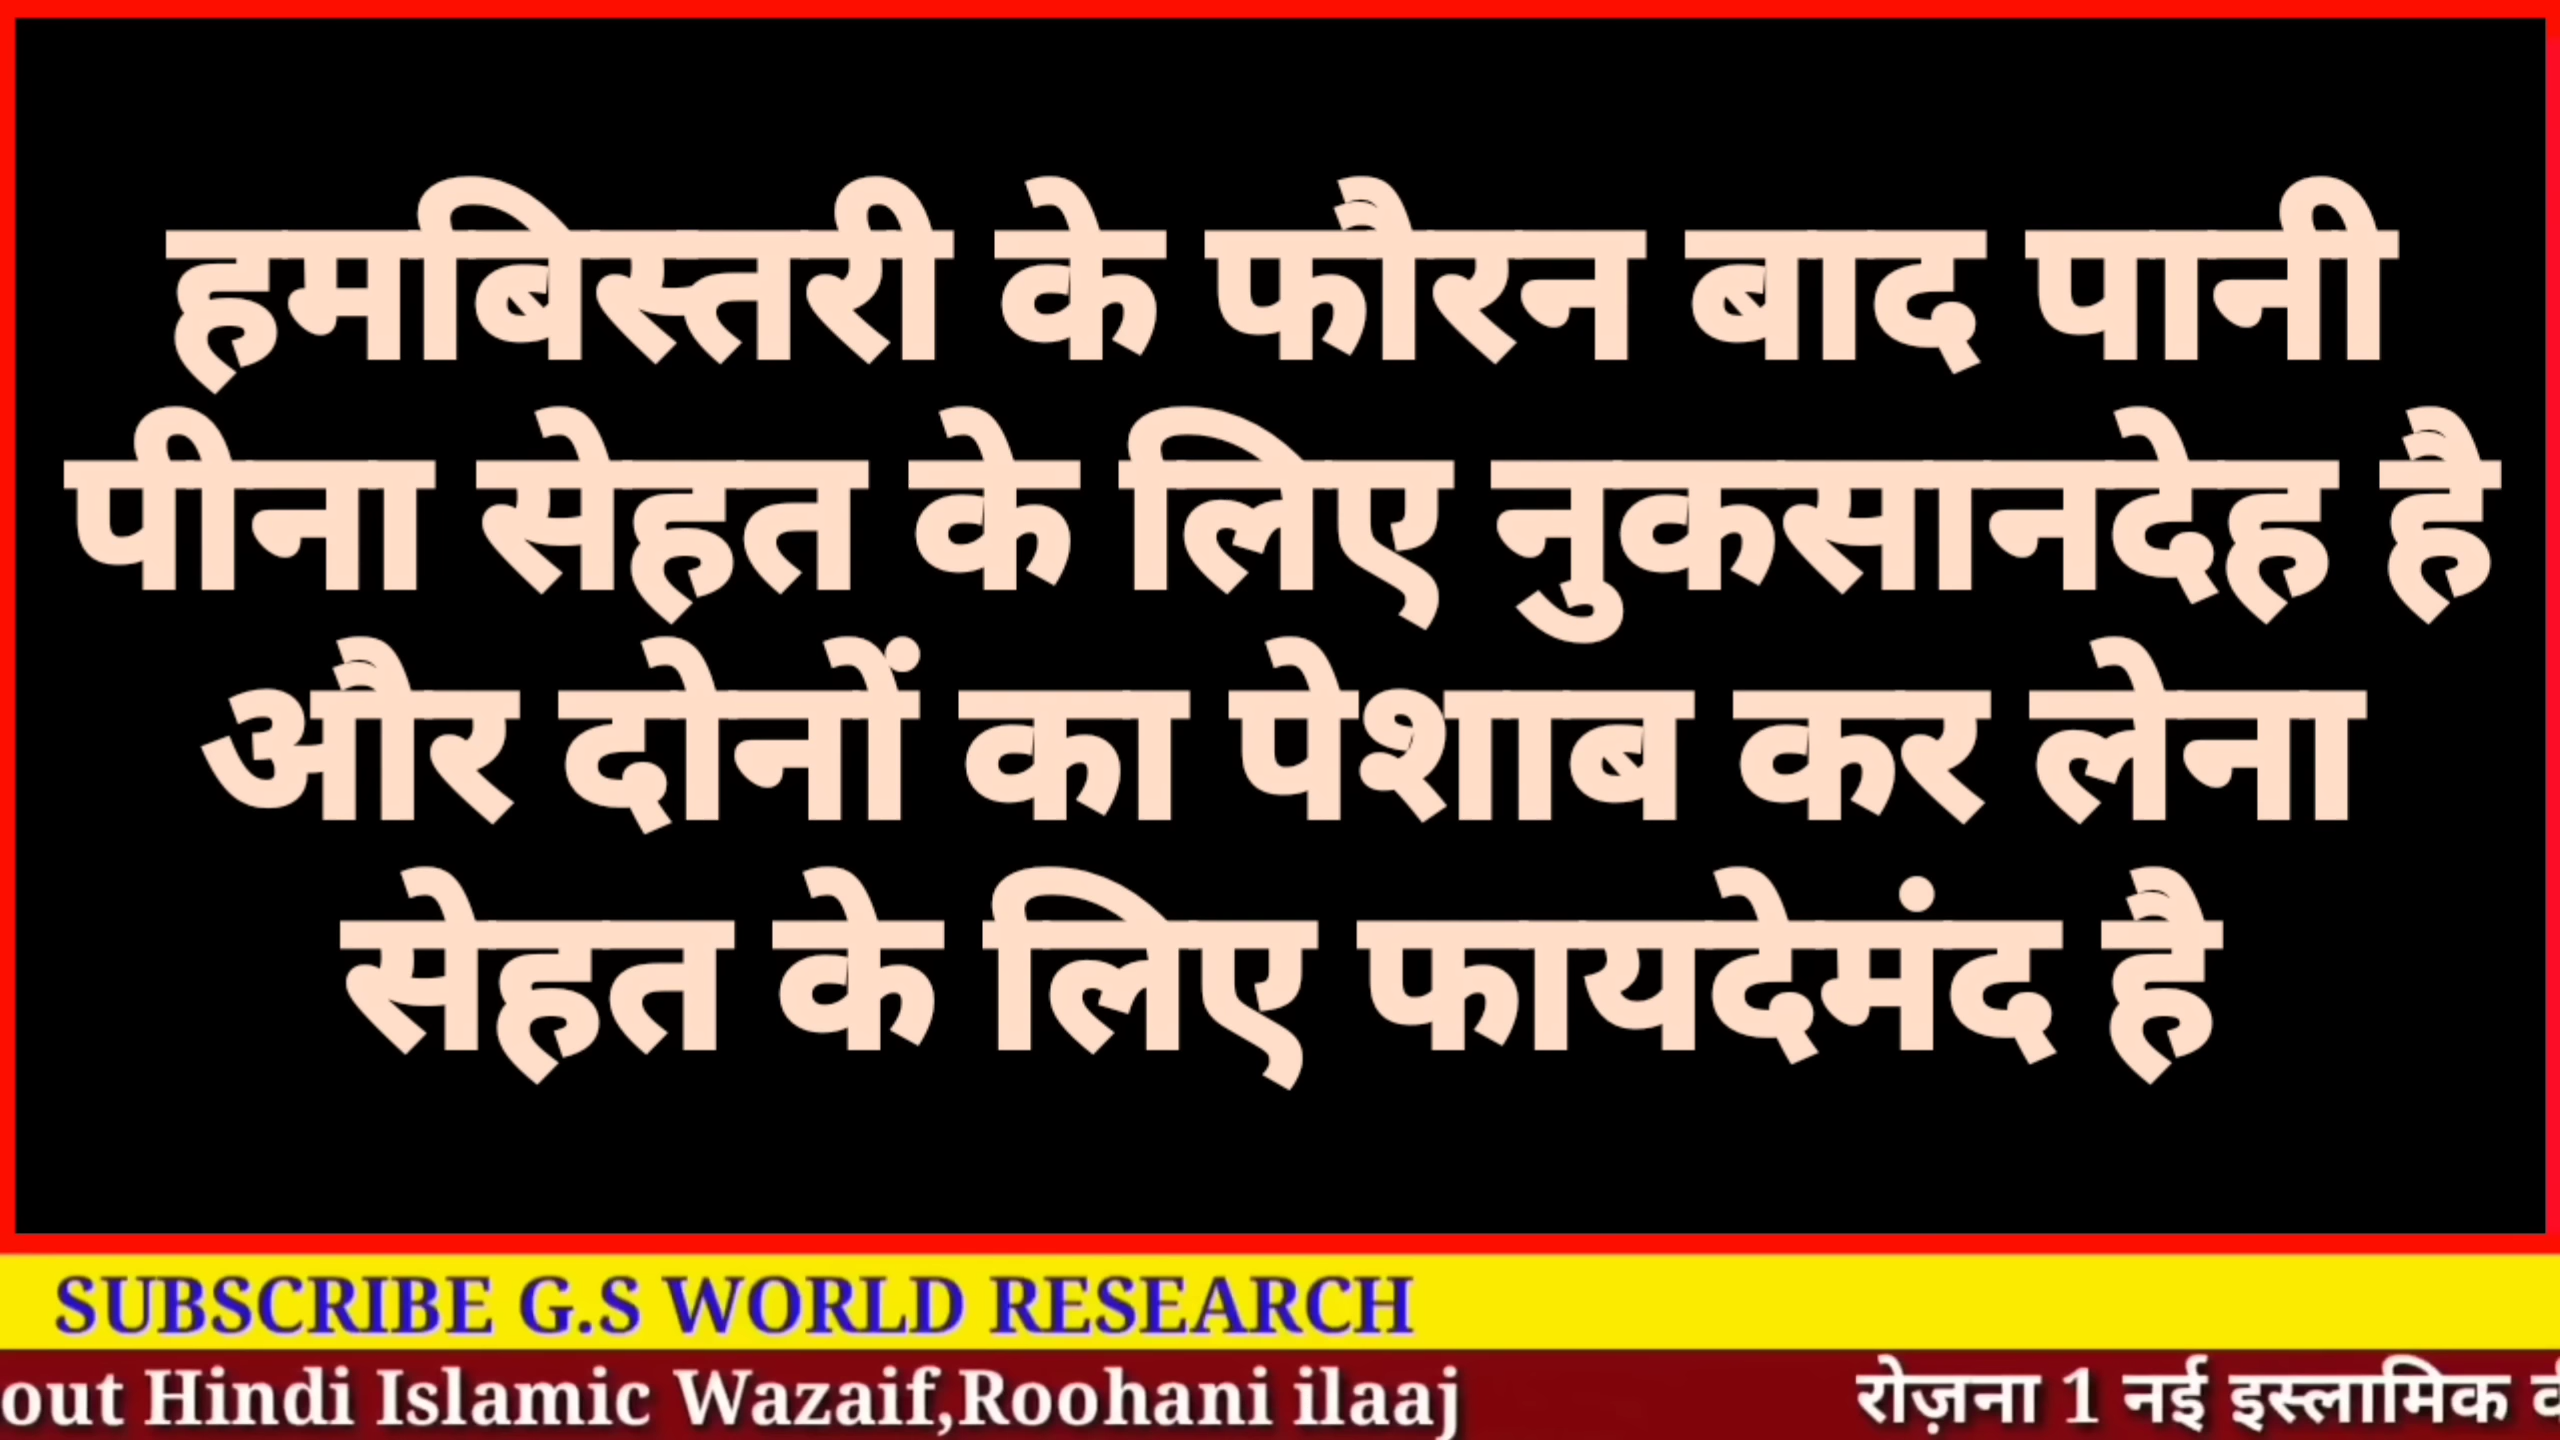 हमबिस्तरी के फौरन बाद पानी
पीना सेहत के लिए नुकसानदेह है
और दोनों का पेशाब कर लेना
सेहत के लिए फायदेमंद है
SUBSCRIBE G.S WORLD RESEARCH
out Hindi Islamic Wazaif,Roohani ilaaj रोज़ना 1 नई इस्लामिक